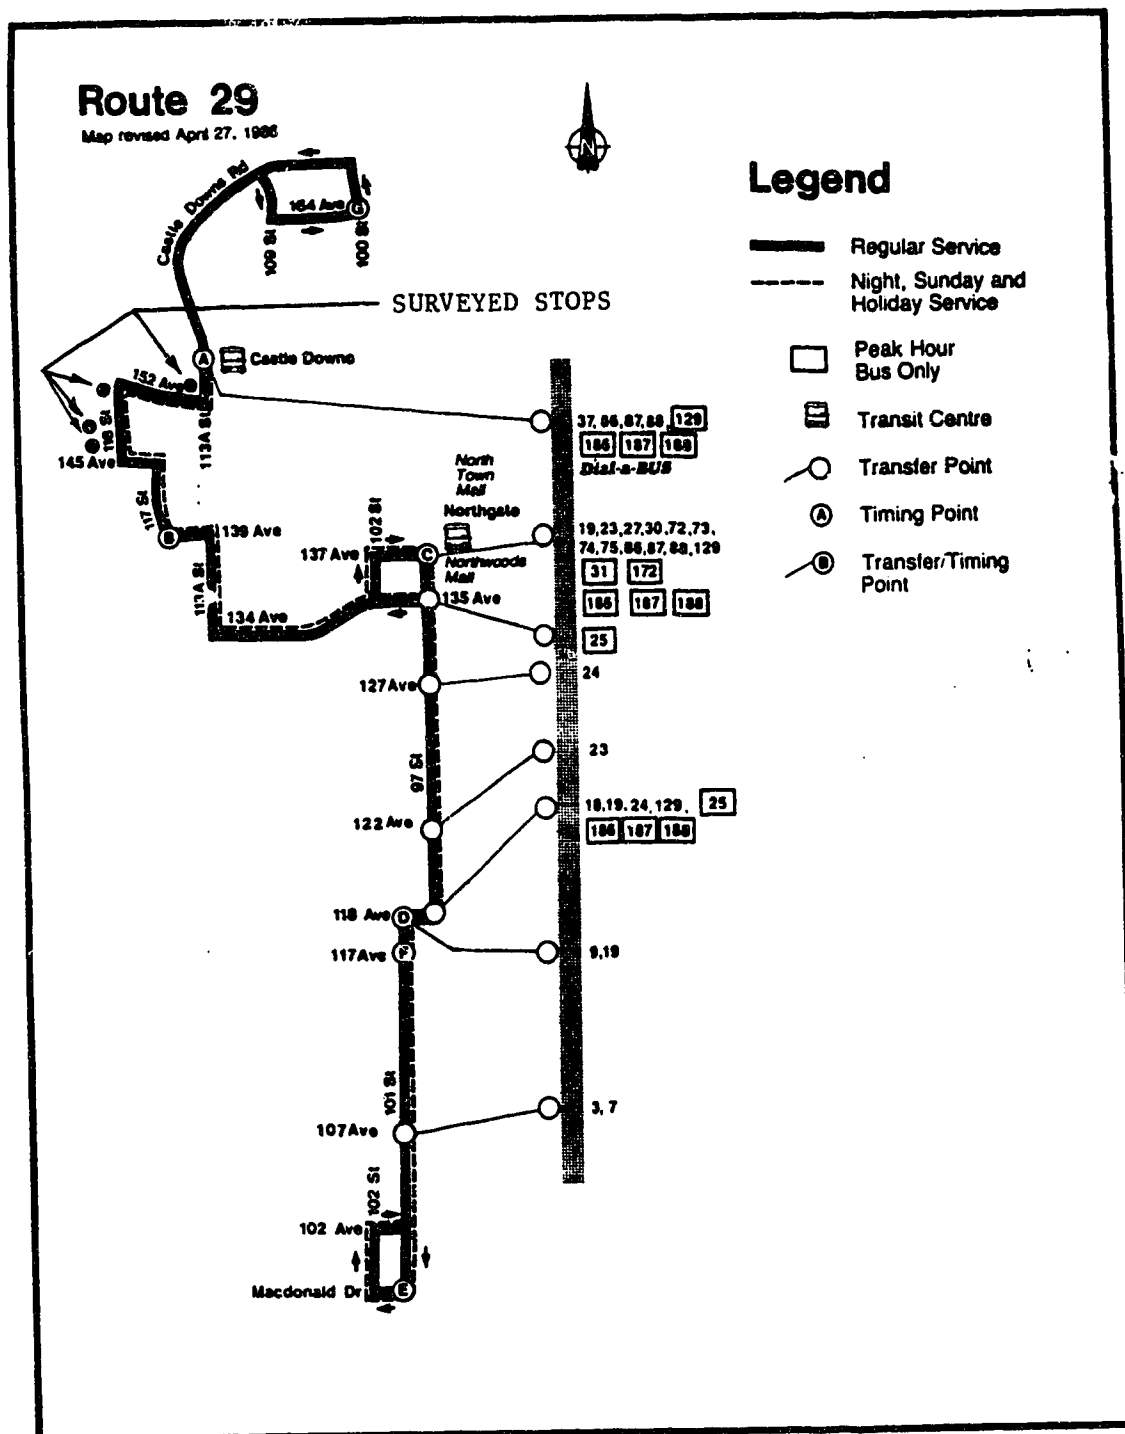 Route 29
Map revised April 27, 1986
N
Legend
Regular Service
Night, Sunday and
Holiday Service
Peak Hour
Bus Only
Transit Centre
Transfer Point
A
Timing Point
B
Transfer/Timing
Point
Castle Downs Rd
164 Ave
G
109 St
100 St
SURVEYED STOPS
A
Castle Downs
152 Ave
118 St
113A St
145 Ave
37, 86, 87, 88, 129
186 187 188
Dial-a-BUS
117 St
B
139 Ave
113A St
134 Ave
North
Town
Mall
Northgate
102 St
137 Ave
C
Northwoods
Mall
135 Ave
19,23,27,30,72,73,
74,75,86,87,88,129
31 172
186 187 188
25
127 Ave
24
97 St
23
122 Ave
18,19, 24, 129, 25
186 187 188
118 Ave
D
117 Ave
F
9,19
101 St
107 Ave
3, 7
102 St
102 Ave
Macdonald Dr
E